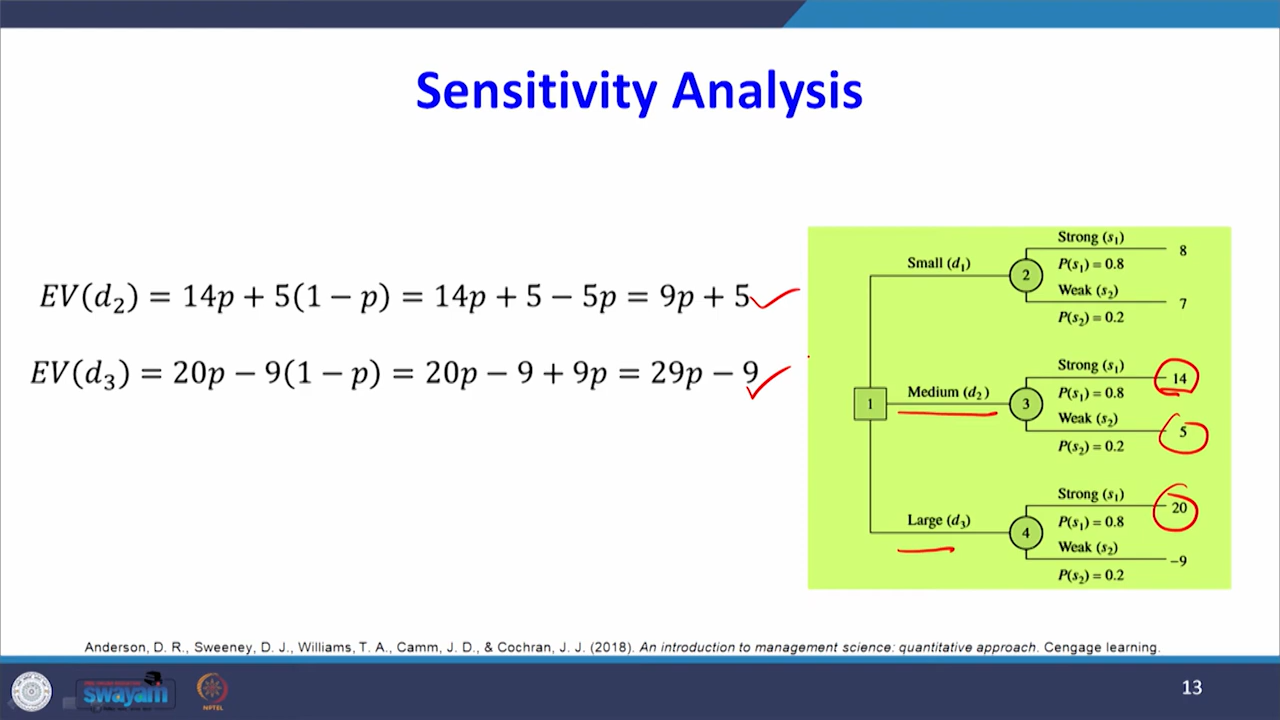 Sensitivity Analysis
EV(d₂) = 14p + 5(1 − p) = 14p + 5 − 5p = 9p + 5
EV(d₃) = 20p − 9(1 − p) = 20p − 9 + 9p = 29p − 9
Small (d₁)
Strong (s₁)
8
P(s₁) = 0.8
2
Weak (s₂)
7
P(s₂) = 0.2
1
Medium (d₂)
Strong (s₁)
14
P(s₁) = 0.8
3
Weak (s₂)
5
P(s₂) = 0.2
Large (d₃)
Strong (s₁)
20
P(s₁) = 0.8
4
Weak (s₂)
−9
P(s₂) = 0.2
Anderson, D. R., Sweeney, D. J., Williams, T. A., Camm, J. D., & Cochran, J. J. (2018). An introduction to management science: quantitative approach. Cengage learning.
swayam
NPTEL
13